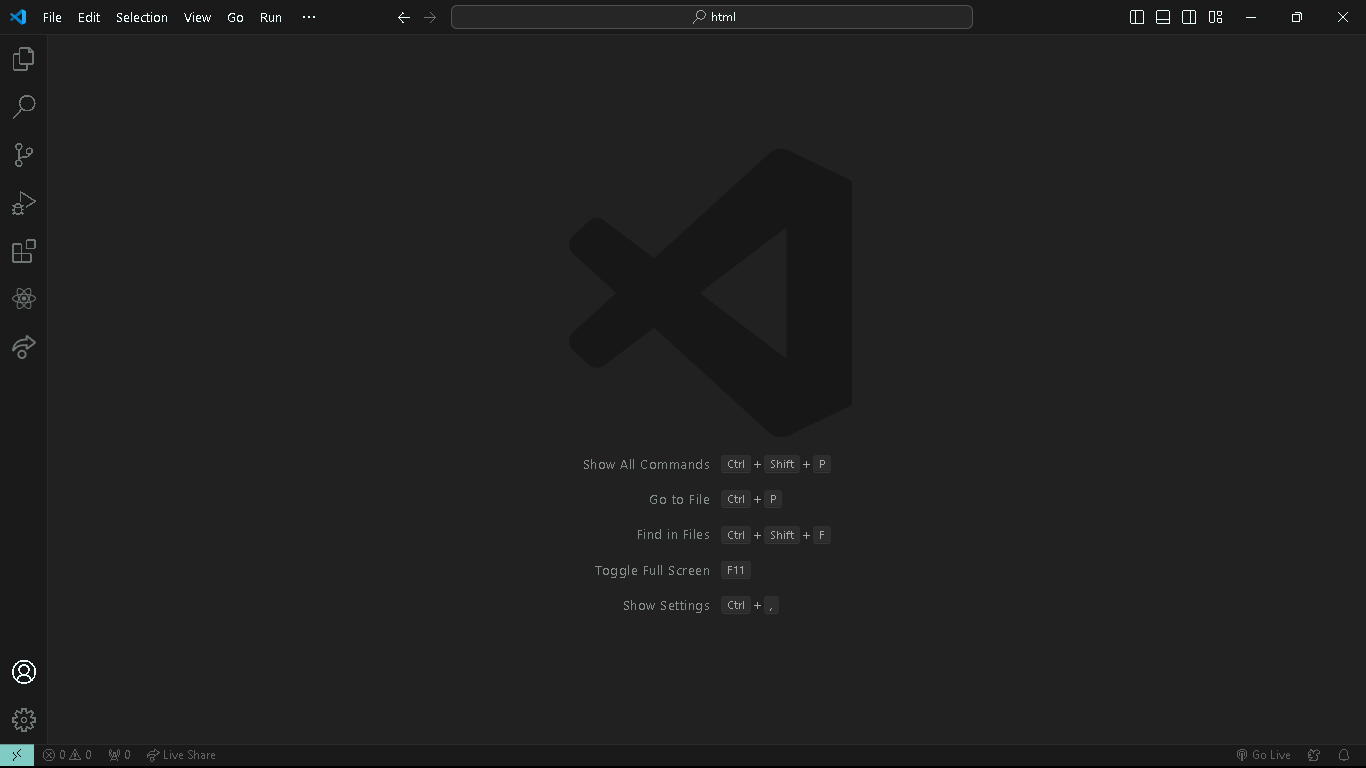 File Edit Selection View Go Run ···
html
Show All Commands Ctrl + Shift + P
Go to File Ctrl + P
Find in Files Ctrl + Shift + F
Toggle Full Screen F11
Show Settings Ctrl + ,
0 0 0 Live Share Go Live